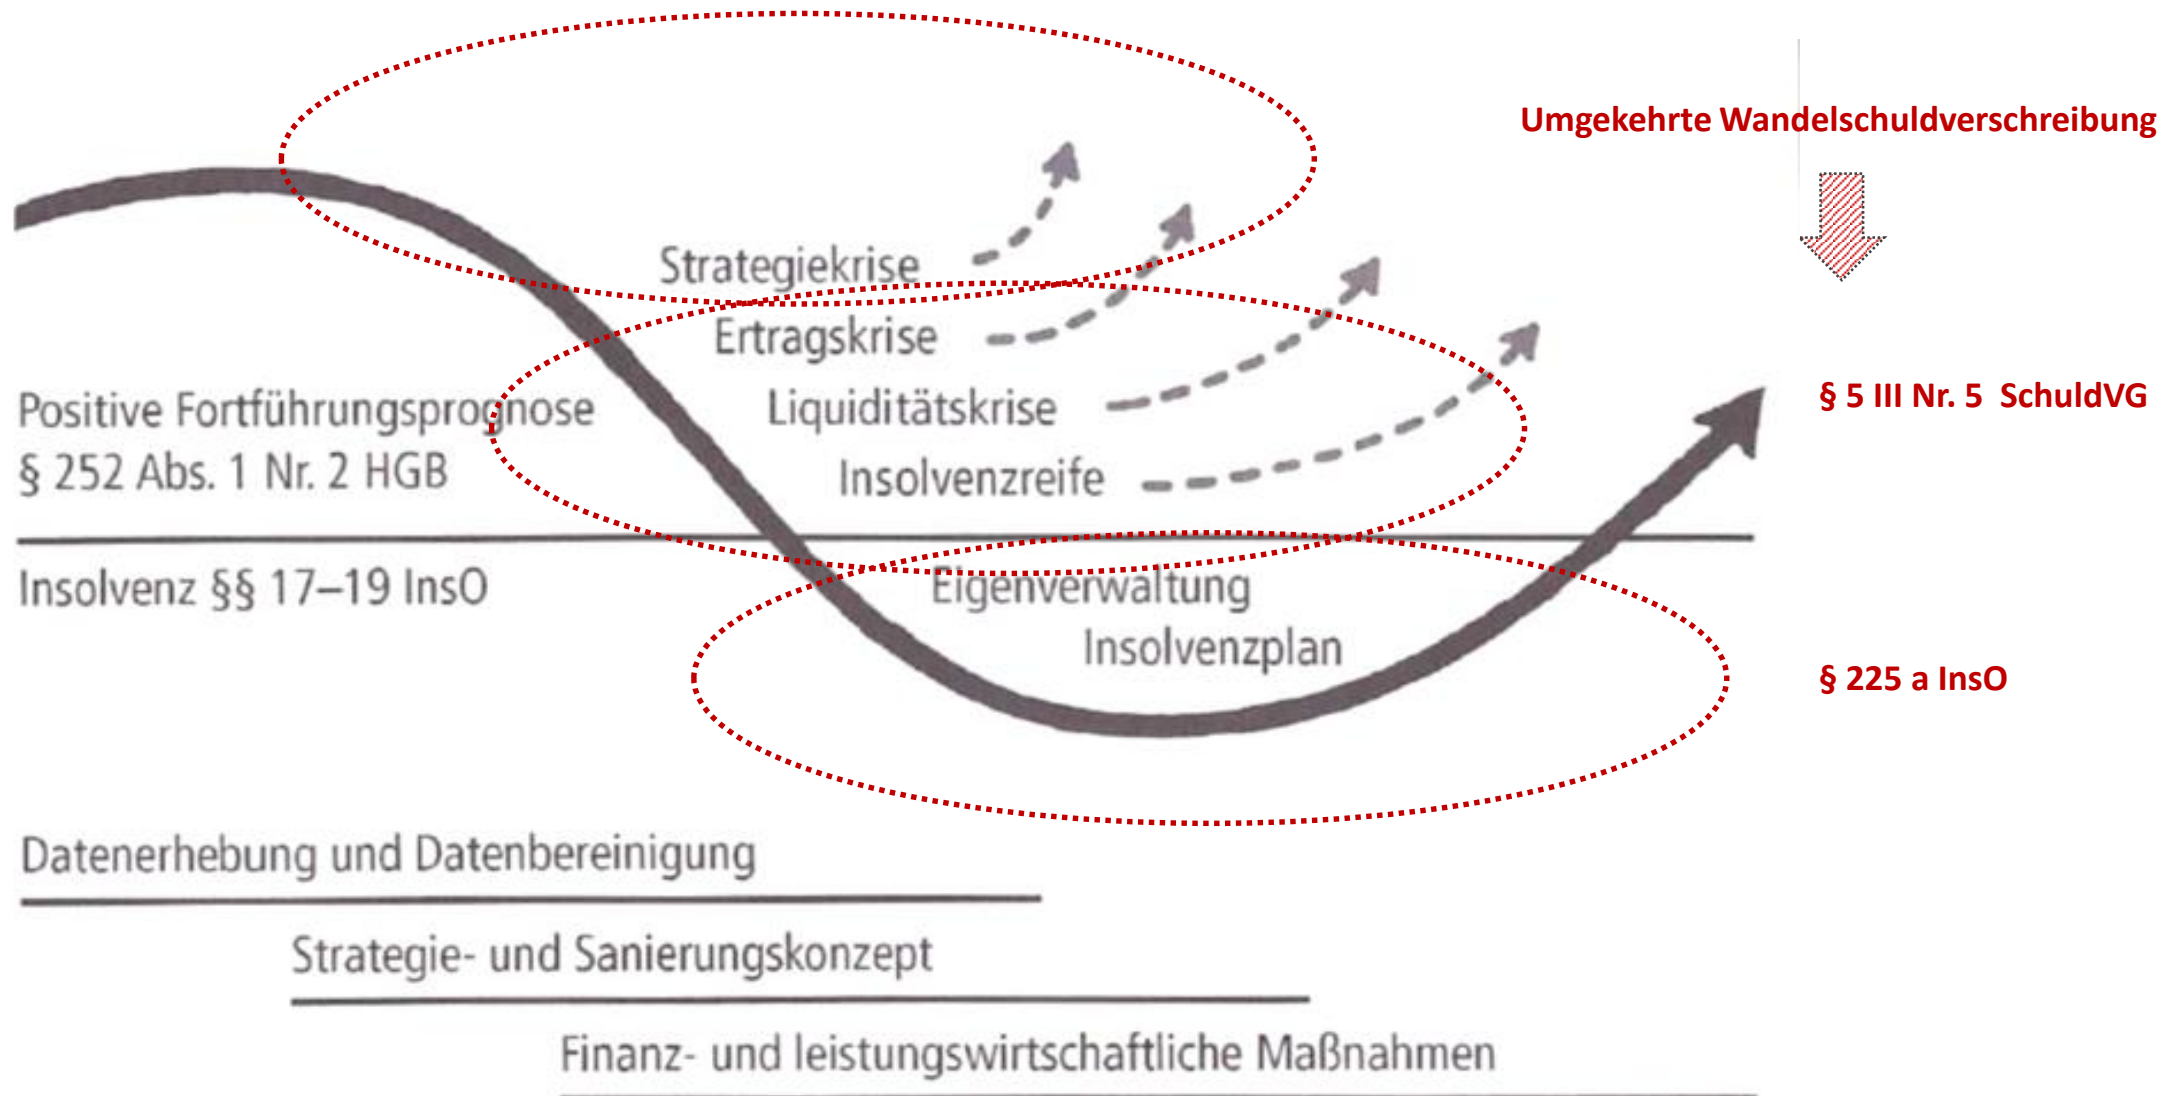 Umgekehrte Wandelschuldverschreibung
Strategiekrise
Ertragskrise
Positive Fortführungsprognose
§ 252 Abs. 1 Nr. 2 HGB
Liquiditätskrise
Insolvenzreife
§ 5 III Nr. 5 SchuldVG
Insolvenz §§ 17–19 InsO
Eigenverwaltung
Insolvenzplan
§ 225 a InsO
Datenerhebung und Datenbereinigung
Strategie- und Sanierungskonzept
Finanz- und leistungswirtschaftliche Maßnahmen